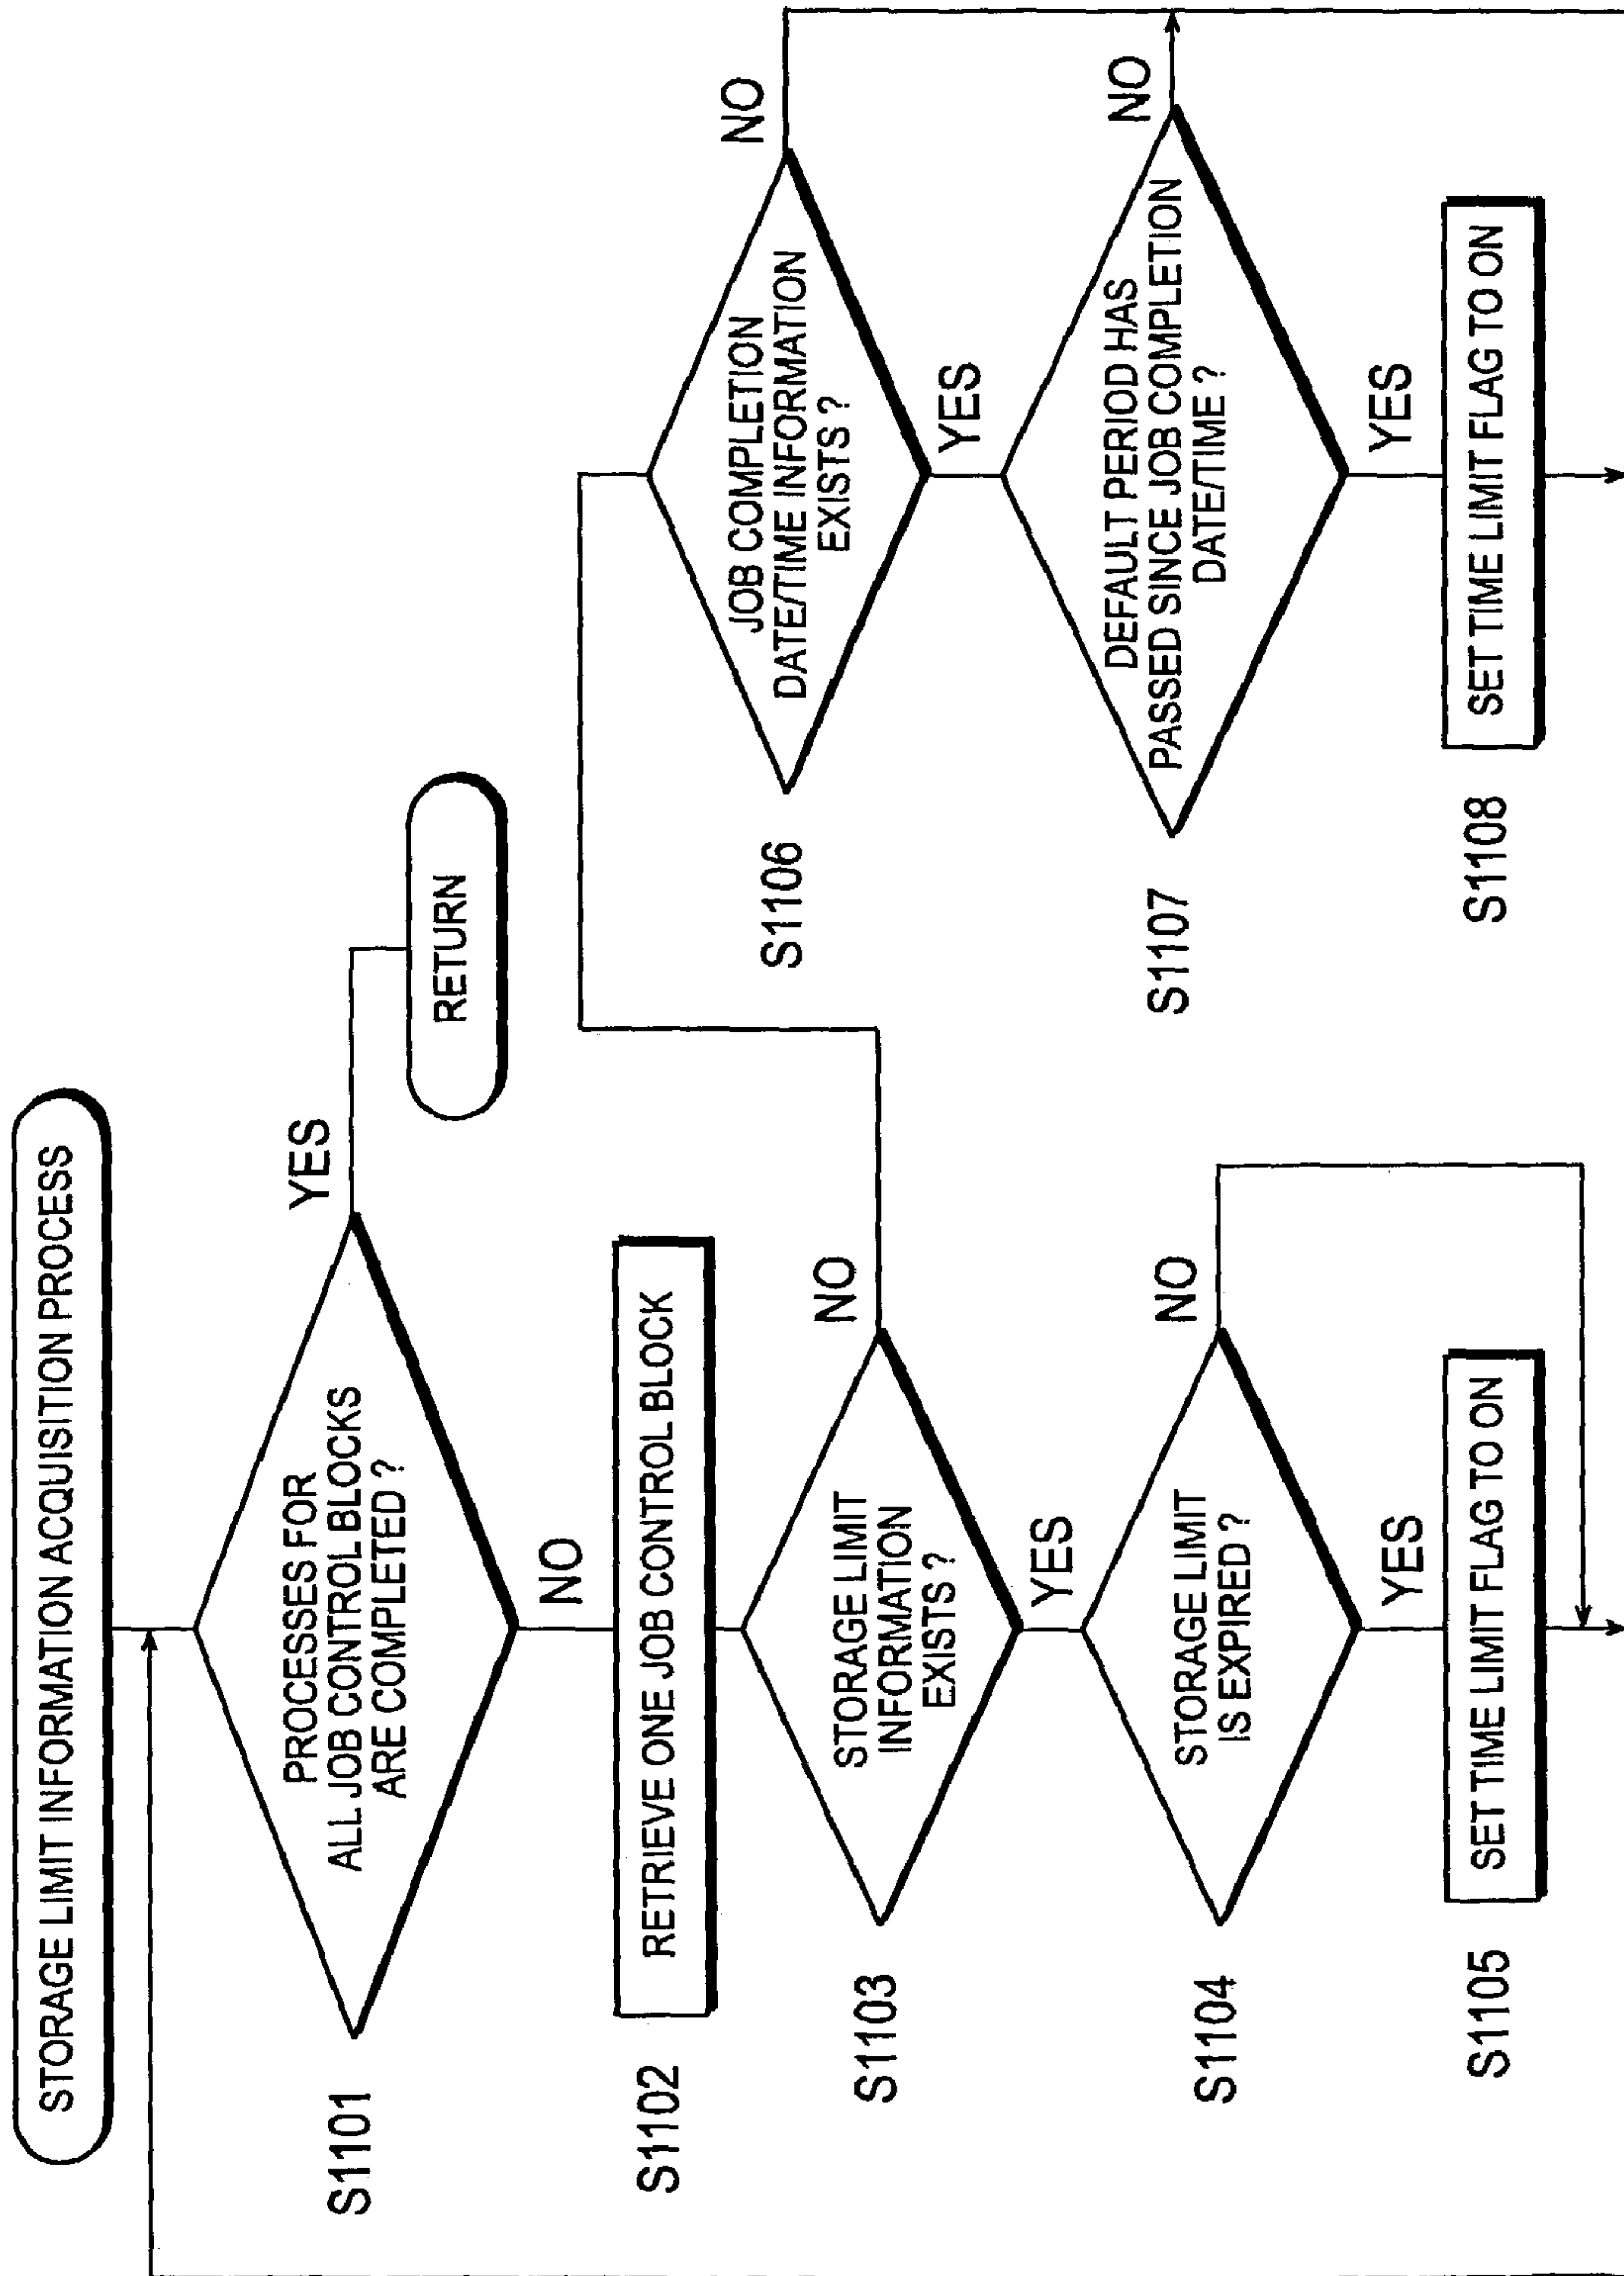 STORAGE LIMIT INFORMATION ACQUISITION PROCESS
S1101
PROCESSES FOR
ALL JOB CONTROL BLOCKS
ARE COMPLETED ?
YES
RETURN
NO
S1102
RETRIEVE ONE JOB CONTROL BLOCK
S1103
STORAGE LIMIT
INFORMATION
EXISTS ?
NO
YES
S1104
STORAGE LIMIT
IS EXPIRED ?
NO
YES
S1105
SET TIME LIMIT FLAG TO ON
S1106
JOB COMPLETION
DATE/TIME INFORMATION
EXISTS ?
NO
YES
S1107
DEFAULT PERIOD HAS
PASSED SINCE JOB COMPLETION
DATE/TIME ?
NO
YES
S1108
SET TIME LIMIT FLAG TO ON